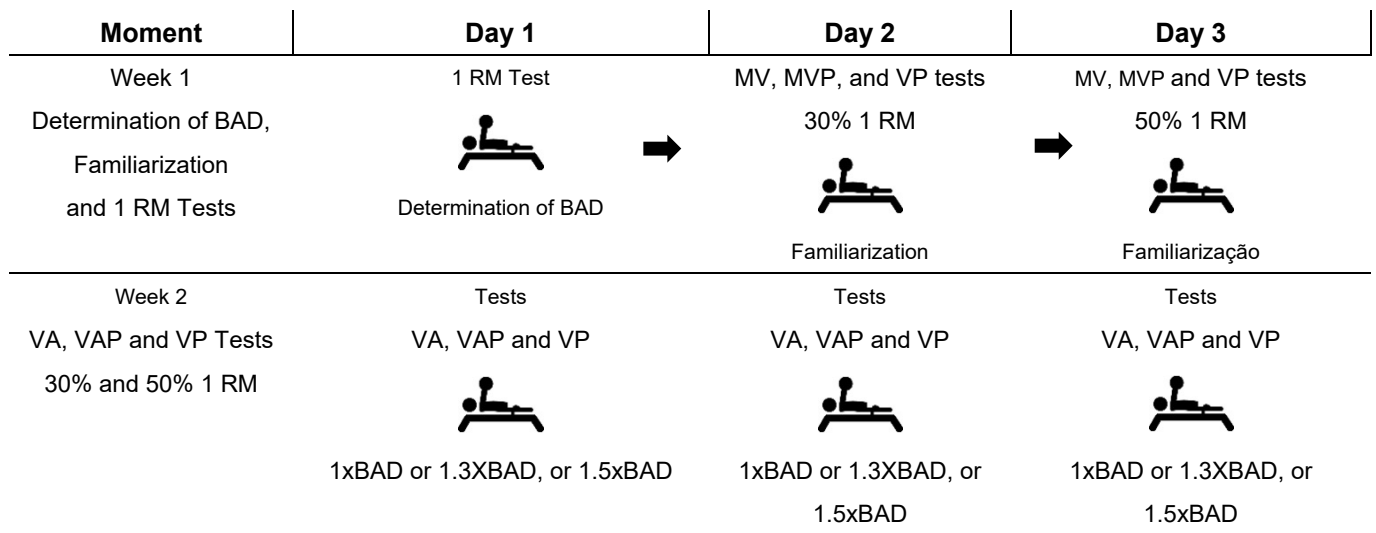 Moment Day 1 Day 2 Day 3
Week 1 1 RM Test MV, MVP, and VP tests MV, MVP and VP tests
Determination of BAD, 30% 1 RM 50% 1 RM
Familiarization
and 1 RM Tests Determination of BAD
Familiarization Familiarização
Week 2 Tests Tests Tests
VA, VAP and VP Tests VA, VAP and VP VA, VAP and VP VA, VAP and VP
30% and 50% 1 RM
1xBAD or 1.3XBAD, or 1.5xBAD 1xBAD or 1.3XBAD, or 1xBAD or 1.3XBAD, or
1.5xBAD 1.5xBAD